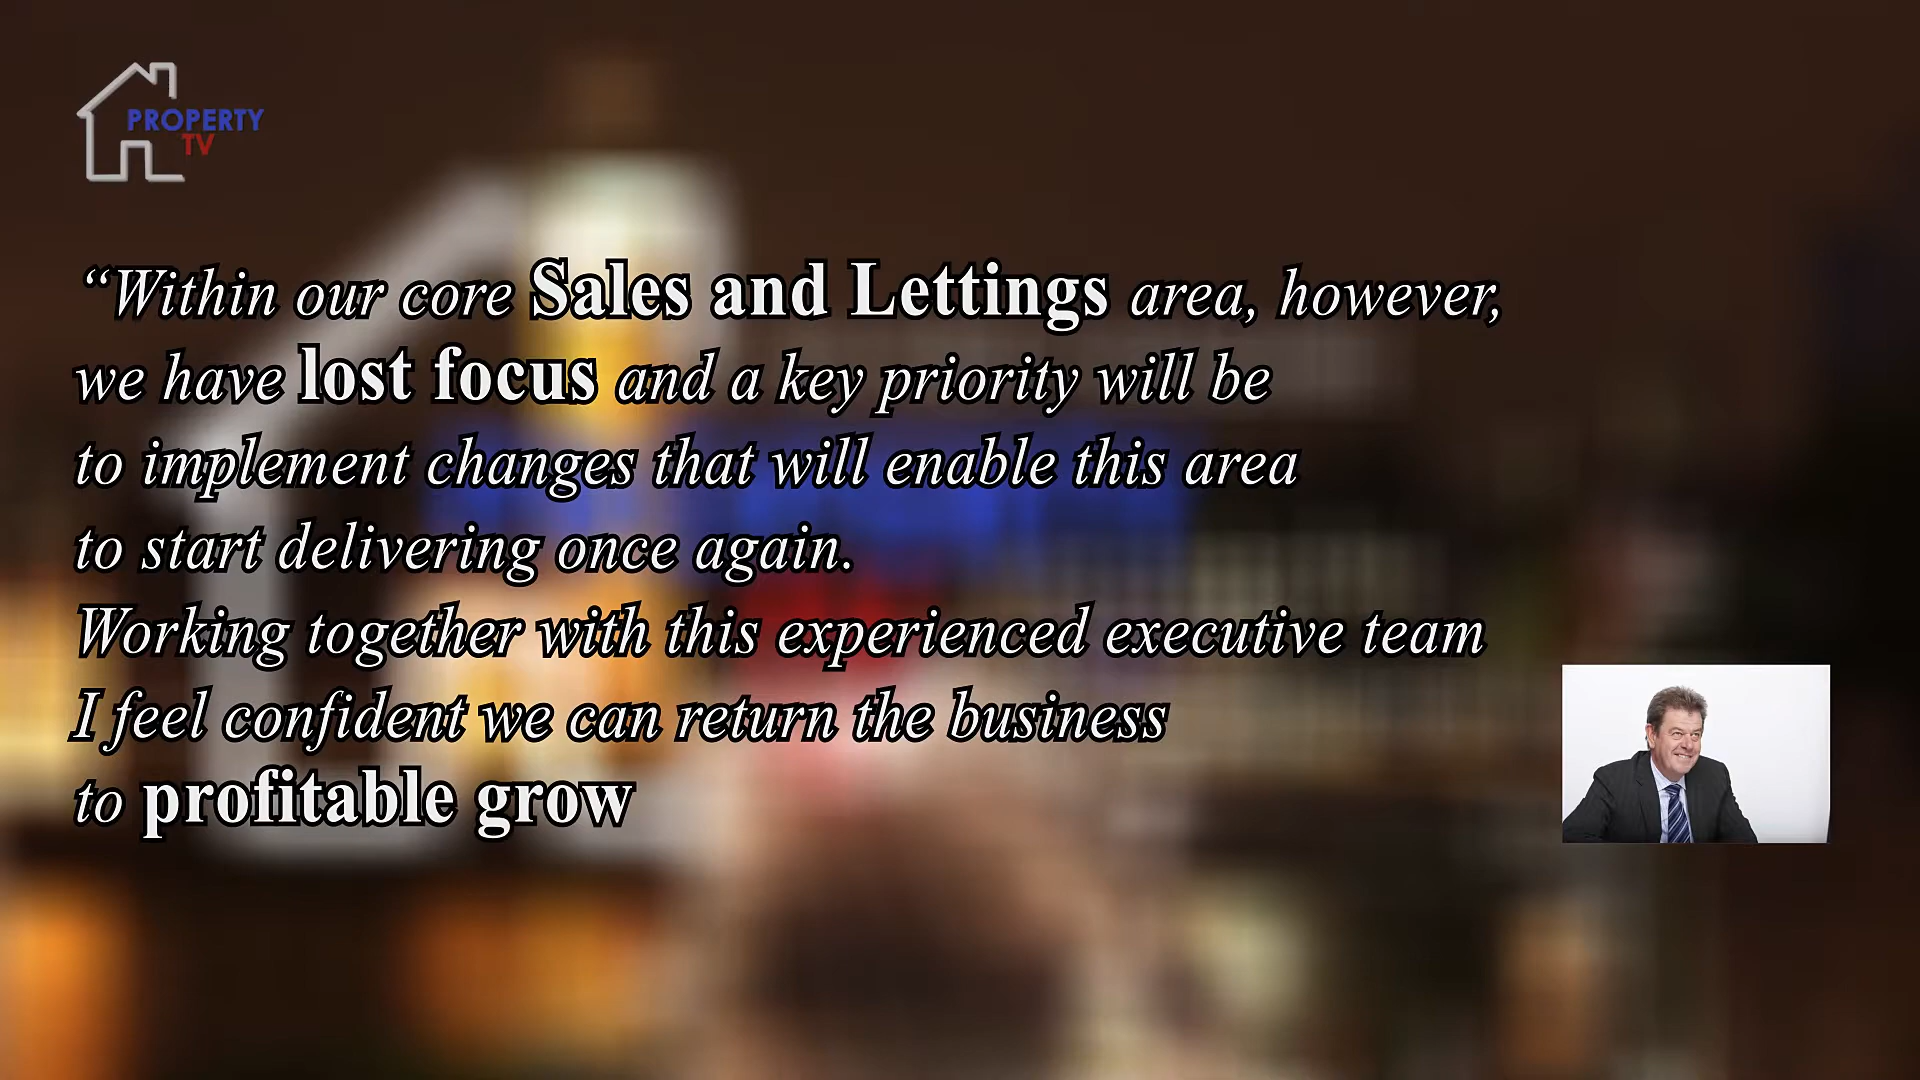 PROPERTY
TV
“Within our core Sales and Lettings area, however,
we have lost focus and a key priority will be
to implement changes that will enable this area
to start delivering once again.
Working together with this experienced executive team
I feel confident we can return the business
to profitable grow